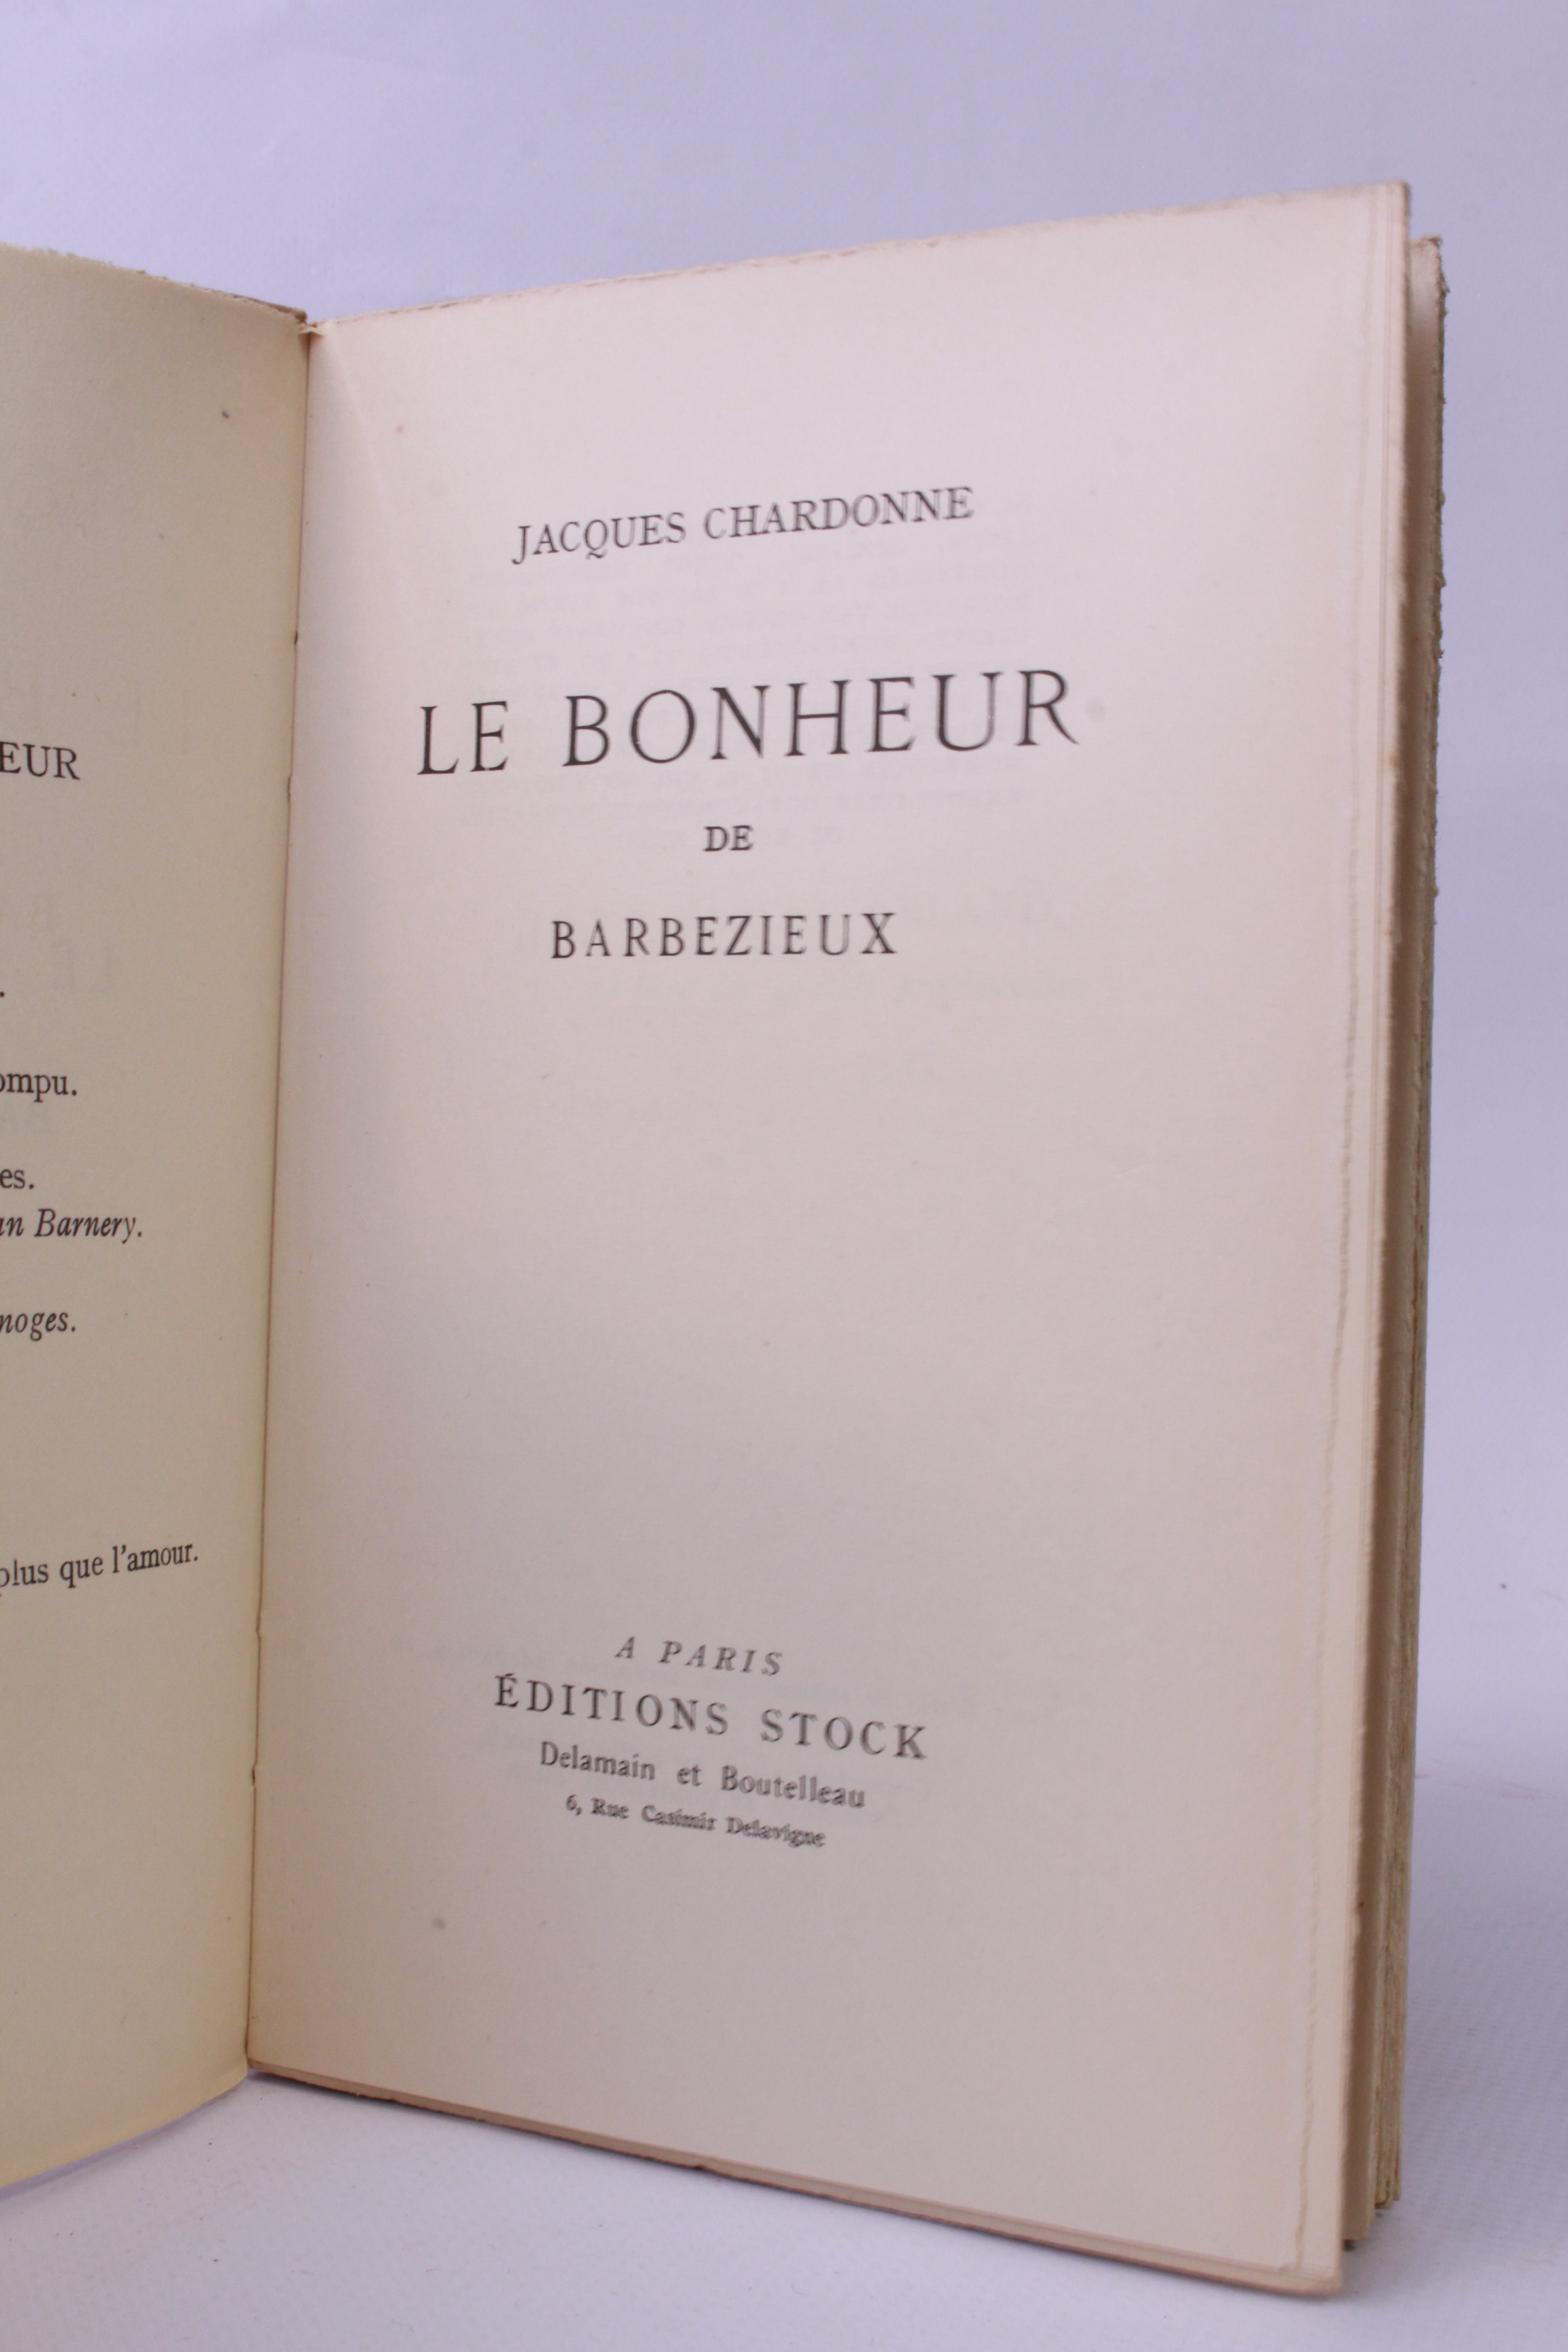 EUR
ompu.
es.
an Barnery.
noges.
plus que l'amour.
JACQUES CHARDONNE
LE BONHEUR
DE
BARBEZIEUX
A PARIS
ÉDITIONS STOCK
Delamain et Boutelleau
6, Rue Casimir Delavigne